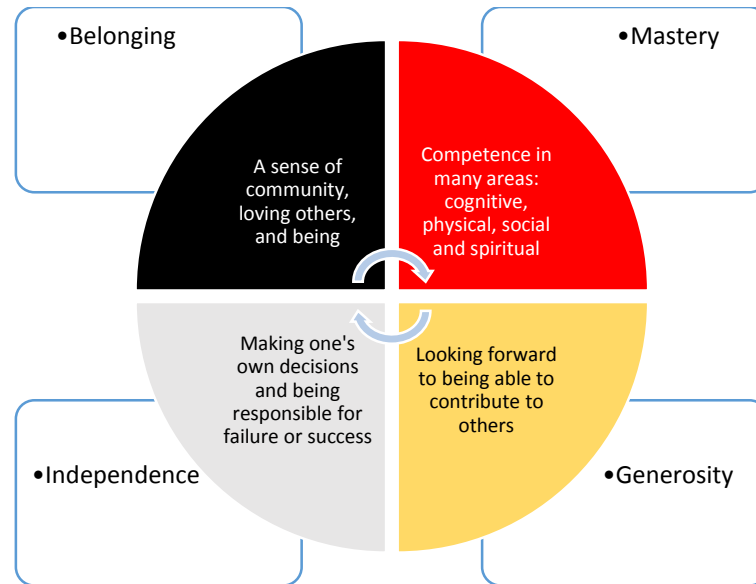 •Belonging
•Mastery
A sense of
community,
loving others,
and being
Competence in
many areas:
cognitive,
physical, social
and spiritual
Making one's
own decisions
and being
responsible for
failure or success
Looking forward
to being able to
contribute to
others
•Independence
•Generosity